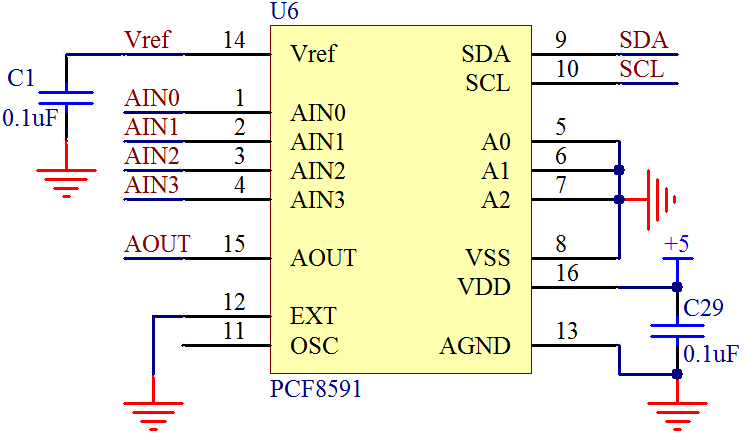 U6
Vref 14 Vref SDA 9 SDA
SCL 10 SCL
C1
0.1uF
AIN0 1 AIN0
AIN1 2 AIN1 A0 5
AIN2 3 AIN2 A1 6
AIN3 4 AIN3 A2 7
AOUT 15 AOUT VSS 8 +5
VDD 16
12 EXT C29
11 OSC AGND 13 0.1uF
PCF8591